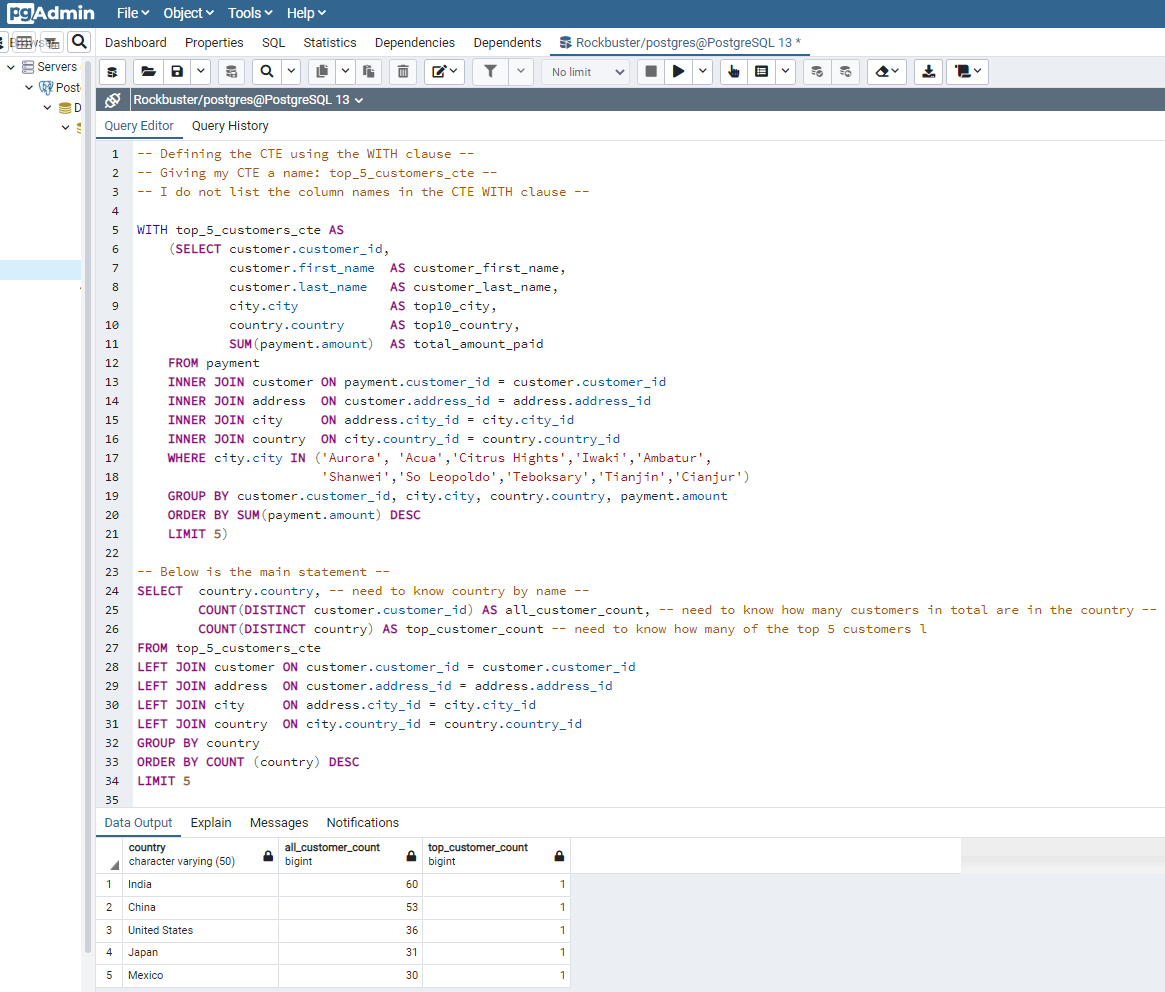 pgAdmin File Object Tools Help
Dashboard Properties SQL Statistics Dependencies Dependents Rockbuster/postgres@PostgreSQL 13 *
Servers
No limit
Post
Rockbuster/postgres@PostgreSQL 13
D
Query Editor Query History
1 -- Defining the CTE using the WITH clause --
2 -- Giving my CTE a name: top_5_customers_cte --
3 -- I do not list the column names in the CTE WITH clause --
4
5 WITH top_5_customers_cte AS
6 (SELECT customer.customer_id,
7 customer.first_name AS customer_first_name,
8 customer.last_name AS customer_last_name,
9 city.city AS top10_city,
10 country.country AS top10_country,
11 SUM(payment.amount) AS total_amount_paid
12 FROM payment
13 INNER JOIN customer ON payment.customer_id = customer.customer_id
14 INNER JOIN address ON customer.address_id = address.address_id
15 INNER JOIN city ON address.city_id = city.city_id
16 INNER JOIN country ON city.country_id = country.country_id
17 WHERE city.city IN ('Aurora', 'Acua','Citrus Hights','Iwaki','Ambatur',
18 'Shanwei','So Leopoldo','Teboksary','Tianjin','Cianjur')
19 GROUP BY customer.customer_id, city.city, country.country, payment.amount
20 ORDER BY SUM(payment.amount) DESC
21 LIMIT 5)
22
23 -- Below is the main statement --
24 SELECT country.country, -- need to know country by name --
25 COUNT(DISTINCT customer.customer_id) AS all_customer_count, -- need to know how many customers in total are in the country --
26 COUNT(DISTINCT country) AS top_customer_count -- need to know how many of the top 5 customers l
27 FROM top_5_customers_cte
28 LEFT JOIN customer ON customer.customer_id = customer.customer_id
29 LEFT JOIN address ON customer.address_id = address.address_id
30 LEFT JOIN city ON address.city_id = city.city_id
31 LEFT JOIN country ON city.country_id = country.country_id
32 GROUP BY country
33 ORDER BY COUNT (country) DESC
34 LIMIT 5
35
Data Output Explain Messages Notifications
country all_customer_count top_customer_count
character varying (50) bigint bigint
1 India 60 1
2 China 53 1
3 United States 36 1
4 Japan 31 1
5 Mexico 30 1